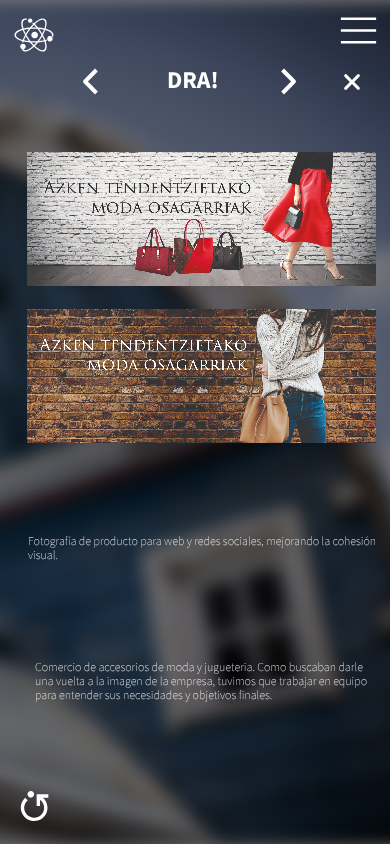 DRA!
AZKEN TENDENTZIETAKO
MODA OSAGARRIAK
AZKEN TENDENTZIETAKO
MODA OSAGARRIAK
Fotografía de producto para web y redes sociales, mejorando la cohesión
visual.
Comercio de accesorios de moda y jugueteria. Como buscaban darle
una vuelta a la imagen de la empresa, tuvimos que trabajar en equipo
para entender sus necesidades y objetivos finales.